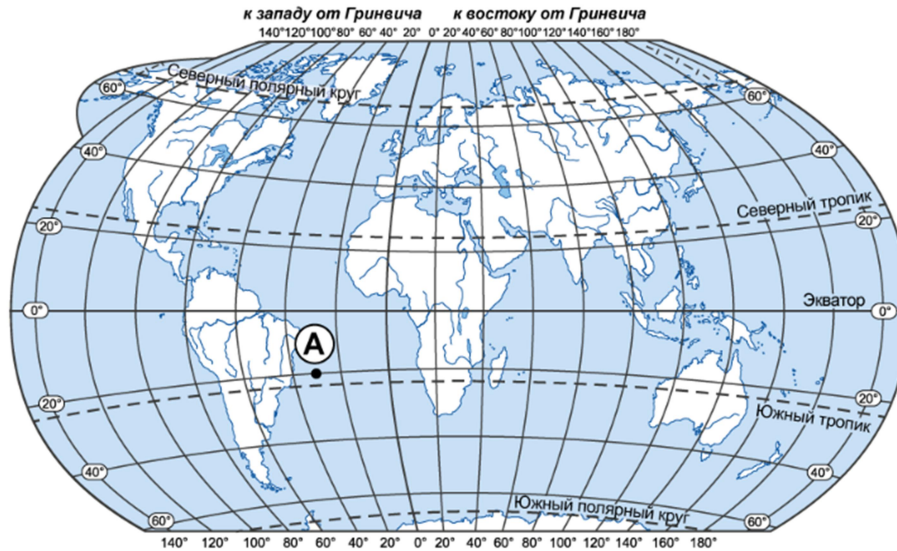 к западу от Гринвича к востоку от Гринвича
140° 120° 100° 80° 60° 40° 20° 0° 20° 40° 60° 80° 100° 120° 140° 160° 180°
Северный полярный круг
60° 60°
40° 40°
Северный тропик
20° 20°
Экватор
0° 0°
А
20° 20°
Южный тропик
40° 40°
Южный полярный круг
60° 60°
140° 120° 100° 80° 60° 40° 20° 0° 20° 40° 60° 80° 100° 120° 140° 160° 180°